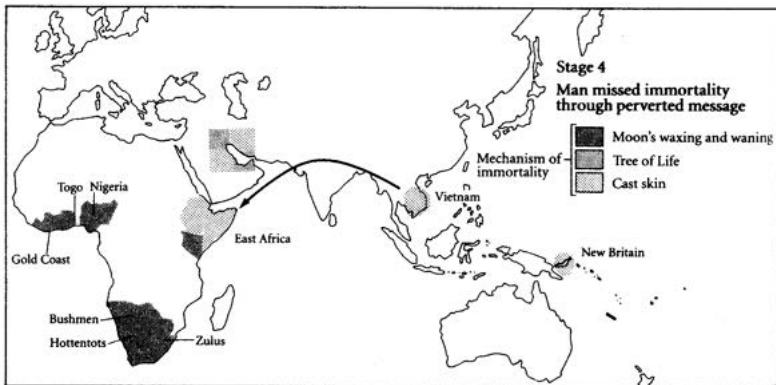 Stage 4
Man missed immortality
through perverted message
Mechanism of
immortality
Moon's waxing and waning
Tree of Life
Cast skin
Togo
Nigeria
Gold Coast
East Africa
Bushmen
Hottentots
Zulus
Vietnam
New Britain